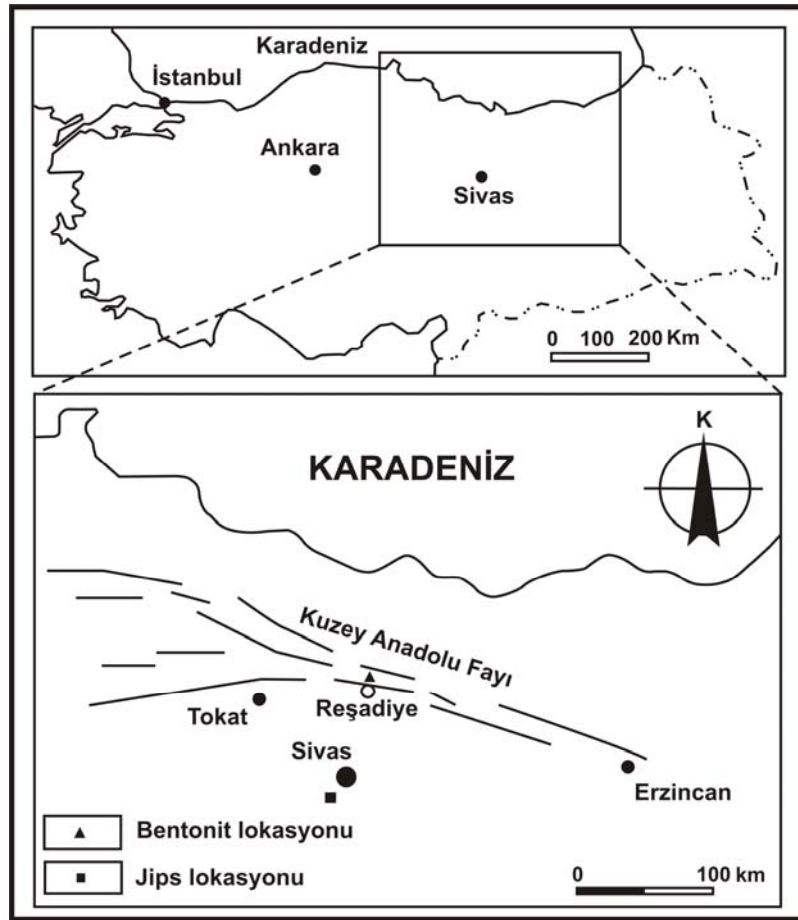 Karadeniz
İstanbul
Ankara
Sivas
0 100 200 Km
K
KARADENİZ
Kuzey Anadolu Fayı
Reşadiye
Tokat
Sivas
Erzincan
Bentonit lokasyonu
Jips lokasyonu
0 100 km